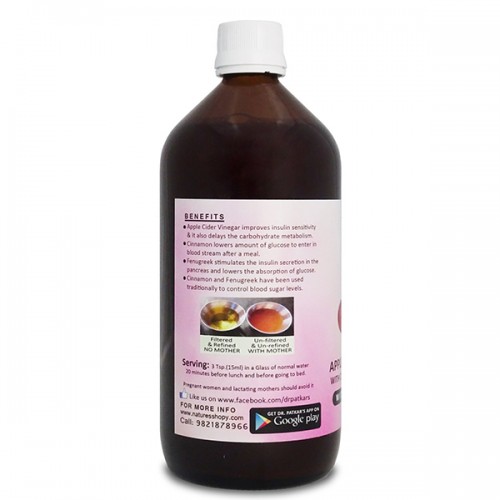 BENEFITS
• Apple Cider Vinegar improves insulin sensitivity
& it also delays the carbohydrate metabolism.
• Cinnamon lowers amount of glucose to enter in
blood stream after a meal.
• Fenugreek stimulates the insulin secretion in the
pancreas and lowers the absorption of glucose.
• Cinnamon and Fenugreek have been used
traditionally to control blood sugar levels.
Filtered
& Refined
NO MOTHER
Un-filtered
& Un-refined
WITH MOTHER
Serving: 3 Tsp.(15ml) in a Glass of normal water
20 minutes before lunch and before going to bed.
Pregnant women and lactating mothers should avoid it
Like us on www.facebook.com/drpatkars
FOR MORE INFO
www.naturesshopy.com
Call: 9821878966
GET DR. PATKAR'S APP ON
Google play
APPL
WITH